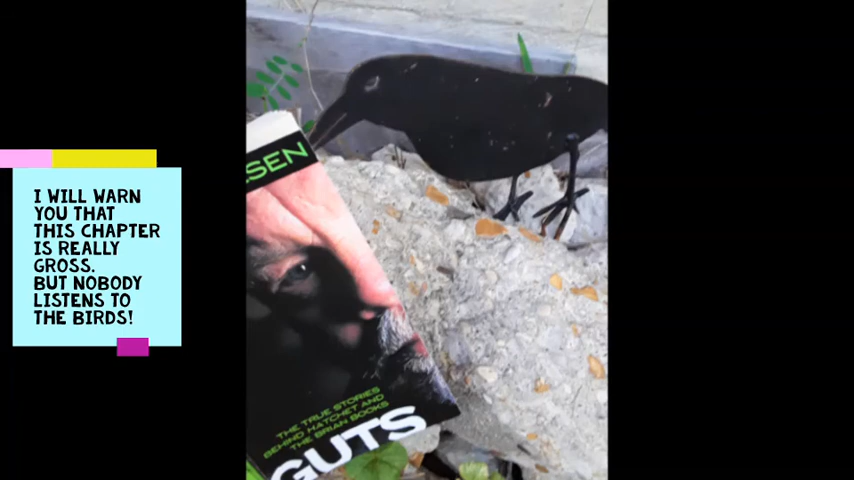 I WILL WARN
YOU THAT
THIS CHAPTER
IS REALLY
GROSS.
BUT NOBODY
LISTENS TO
THE BIRDS!
SEN
THE TRUE STORIES
BEHIND HATCHET AND
THE BRIAN BOOKS
GUTS